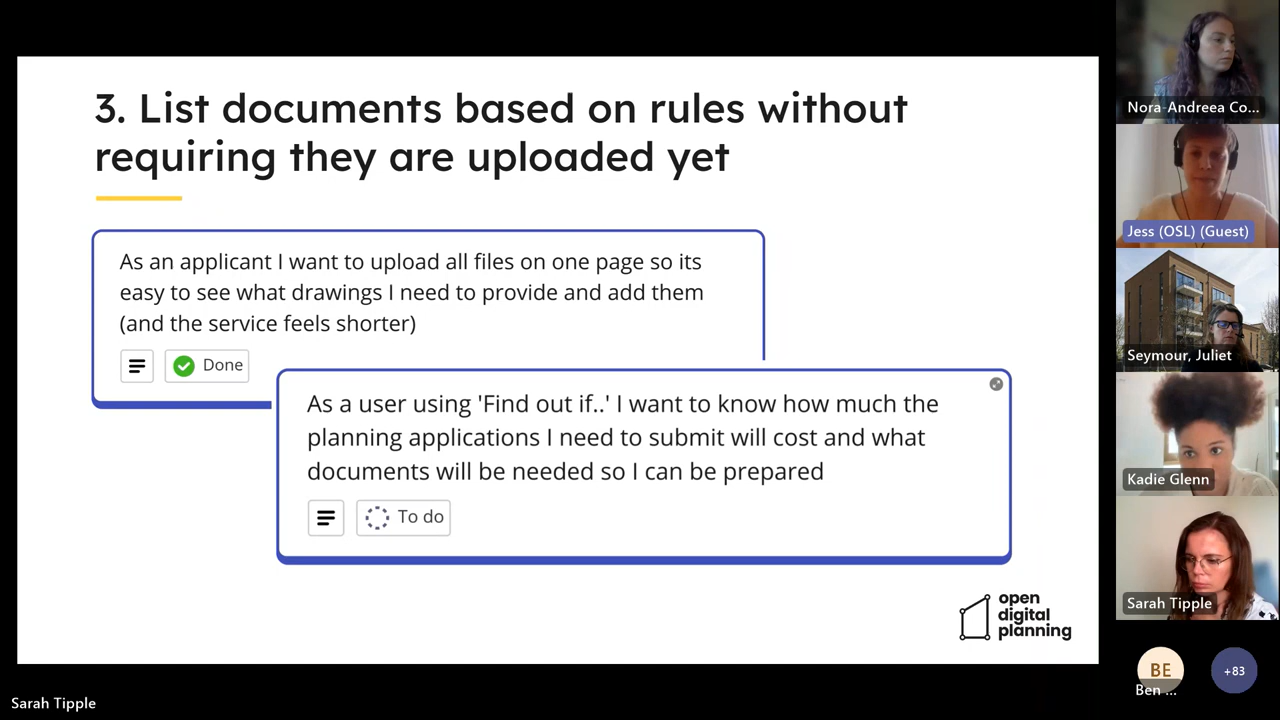 3. List documents based on rules without
requiring they are uploaded yet
As an applicant I want to upload all files on one page so its
easy to see what drawings I need to provide and add them
(and the service feels shorter)
Done
As a user using 'Find out if..' I want to know how much the
planning applications I need to submit will cost and what
documents will be needed so I can be prepared
To do
open
digital
planning
Nora-Andreea Co...
Jess (OSL) (Guest)
Seymour, Juliet
Kadie Glenn
Sarah Tipple
BE
Ben ...
+83
Sarah Tipple